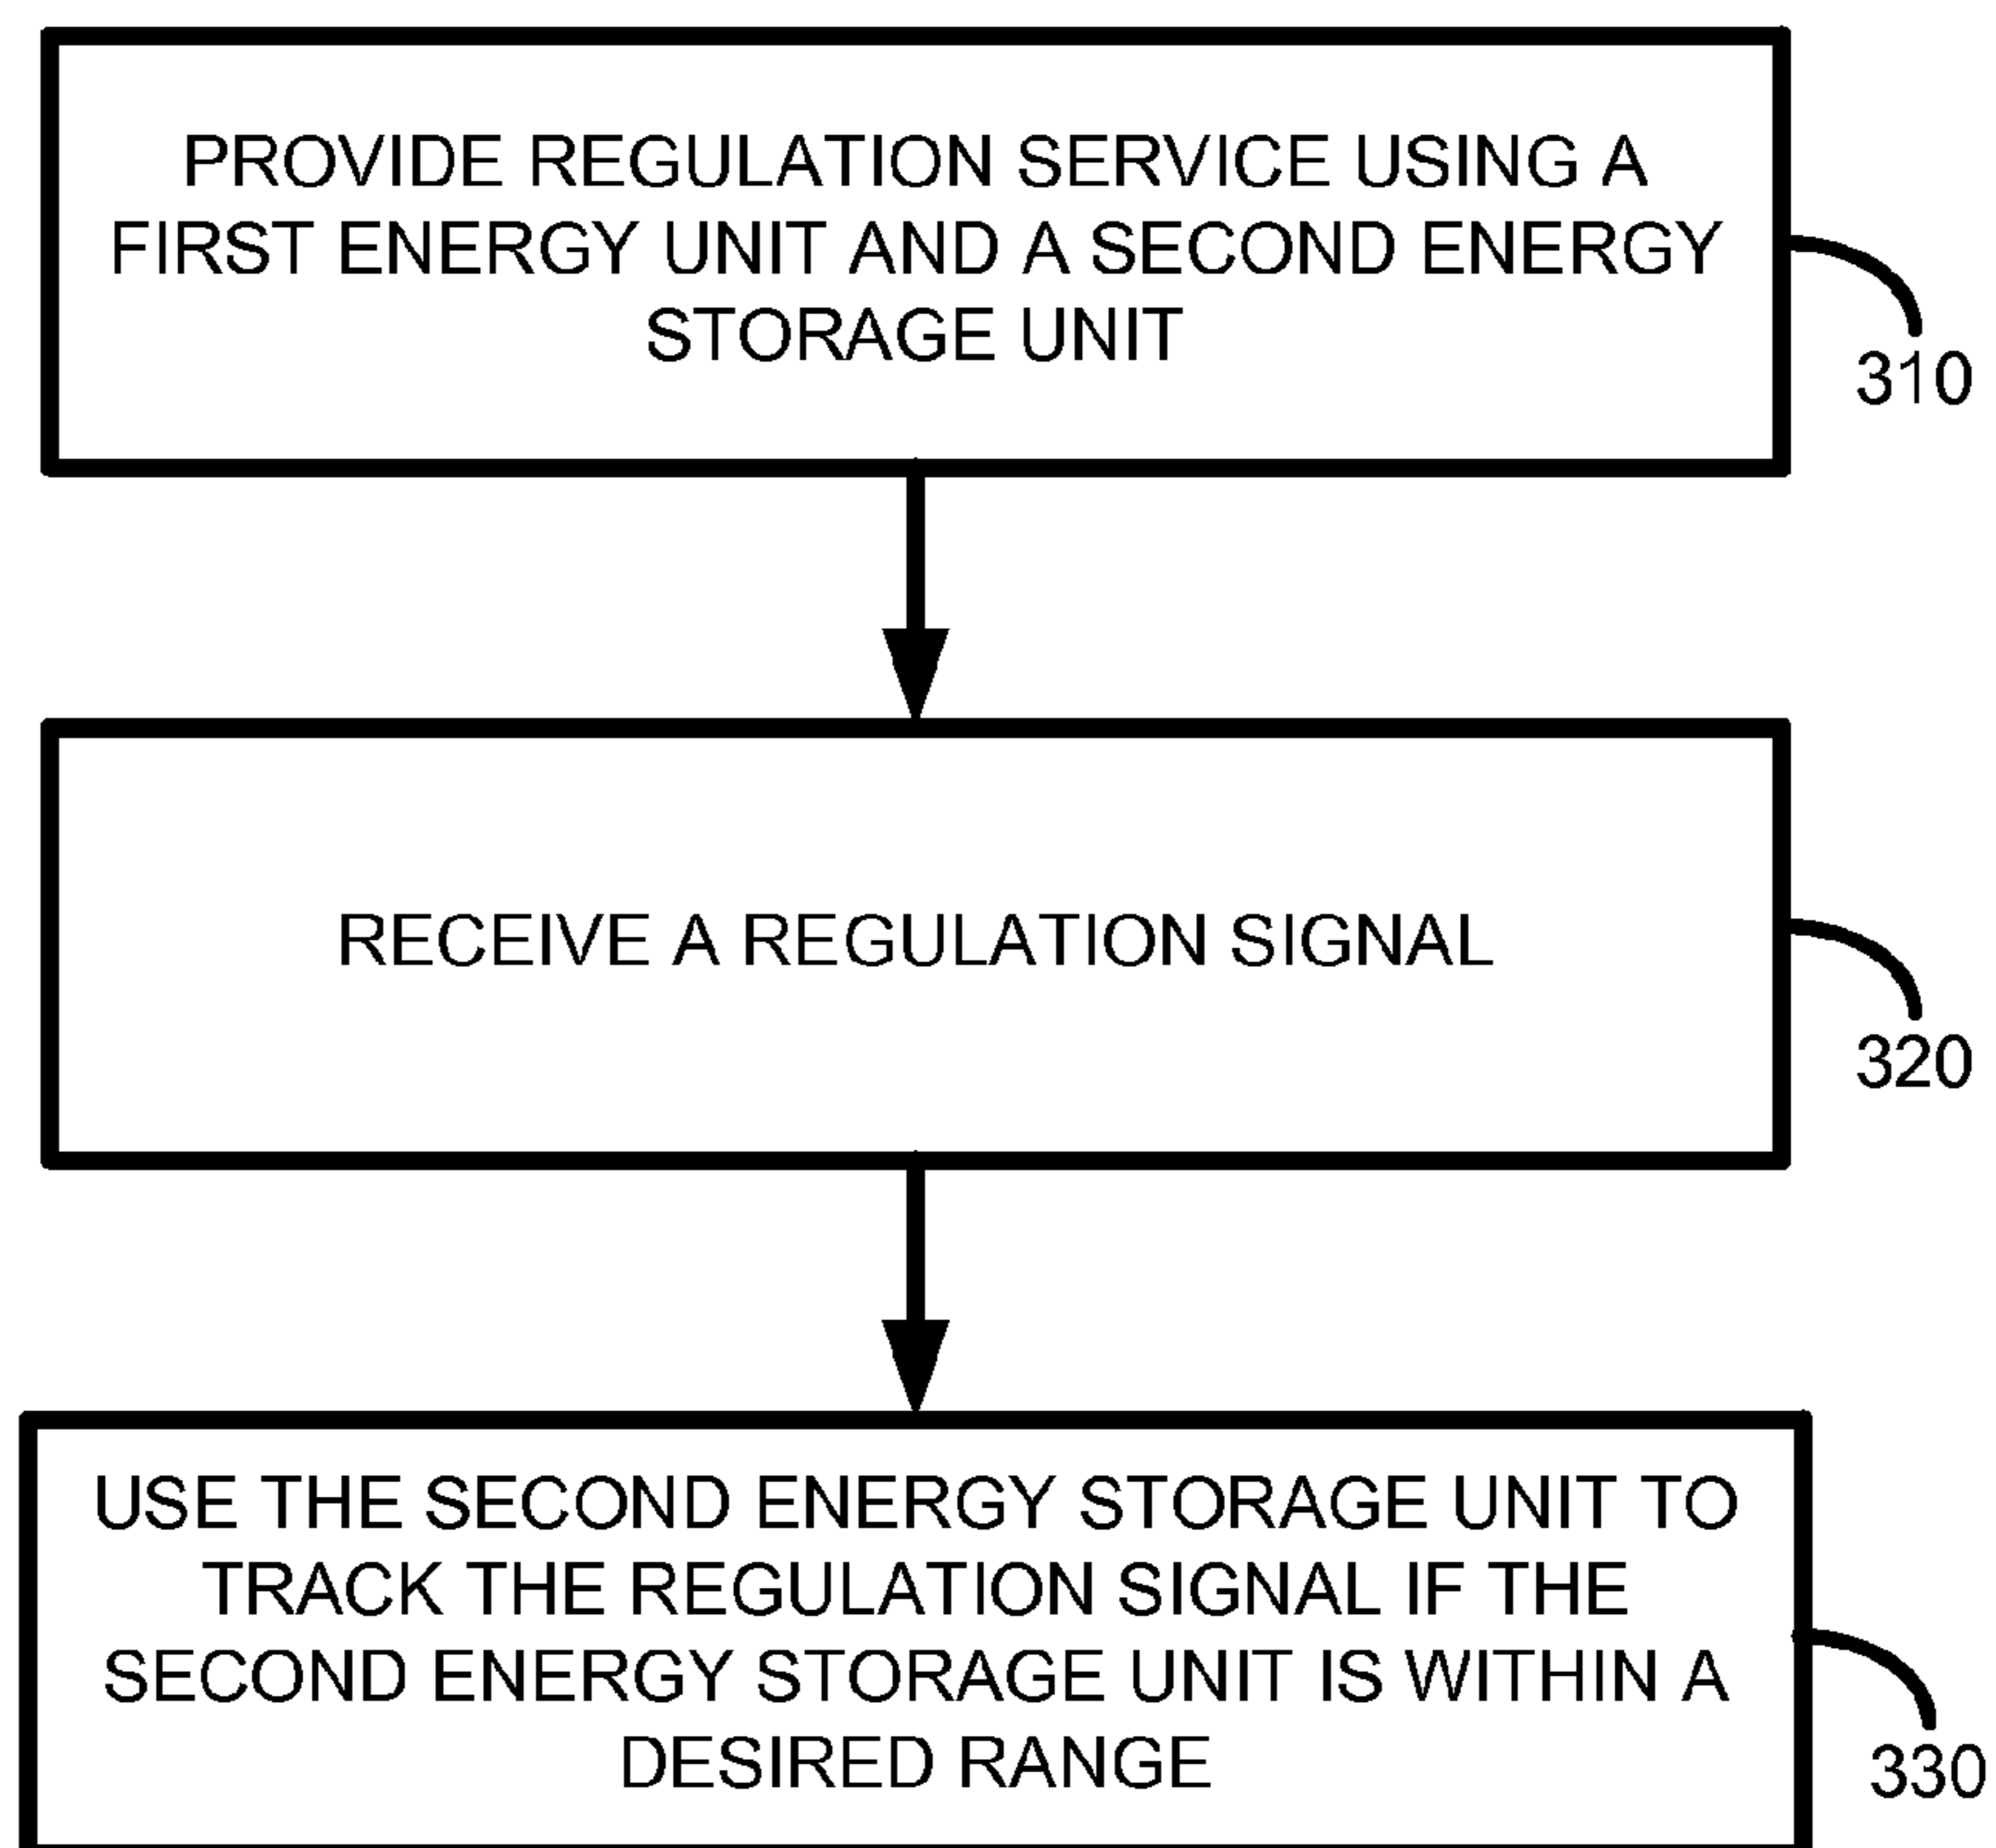 PROVIDE REGULATION SERVICE USING A
FIRST ENERGY UNIT AND A SECOND ENERGY
STORAGE UNIT
310
RECEIVE A REGULATION SIGNAL
320
USE THE SECOND ENERGY STORAGE UNIT TO
TRACK THE REGULATION SIGNAL IF THE
SECOND ENERGY STORAGE UNIT IS WITHIN A
DESIRED RANGE
330